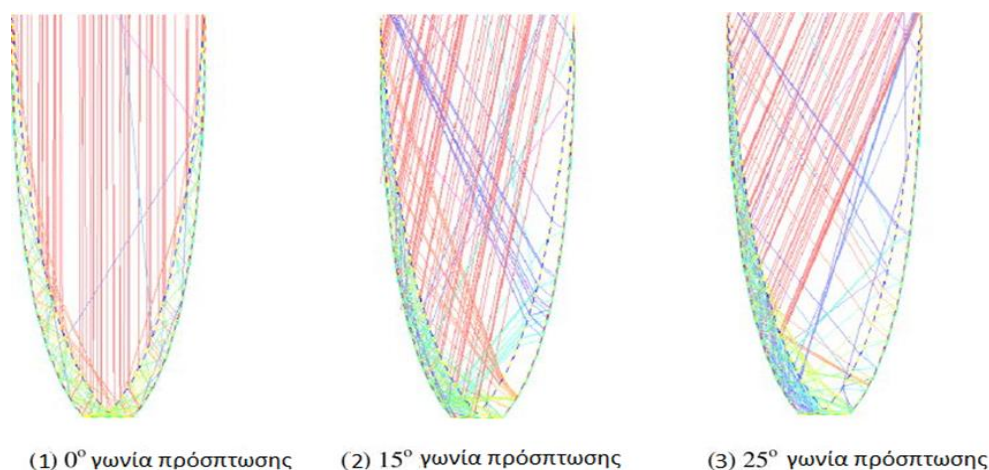 (1) 0° γωνία πρόσπτωσης
(2) 15° γωνία πρόσπτωσης
(3) 25° γωνία πρόσπτωσης